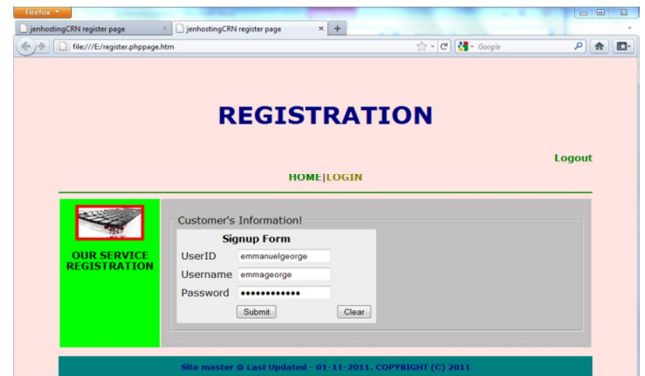 Firefox
jenhostingCRN register page
jenhostingCRN register page
file:///E:/register.phppage.htm
Google
REGISTRATION
Logout
HOME|LOGIN
OUR SERVICE
REGISTRATION
Customer's Information!
Signup Form
UserID emmanuelgeorge
Username emmageorge
Password ••••••••••••
Submit Clear
Site master @ Last Updated - 01-11-2011. COPYRIGHT (C) 2011